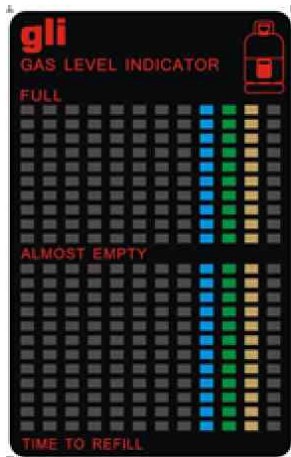 gli
GAS LEVEL INDICATOR
FULL
ALMOST EMPTY
TIME TO REFILL